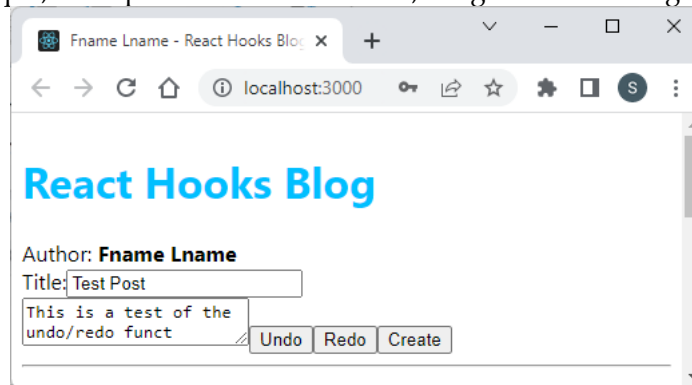 Fname Lname - React Hooks Blog
localhost:3000
S
React Hooks Blog
Author: Fname Lname
Title: Test Post
This is a test of the
undo/redo funct
Undo Redo Create